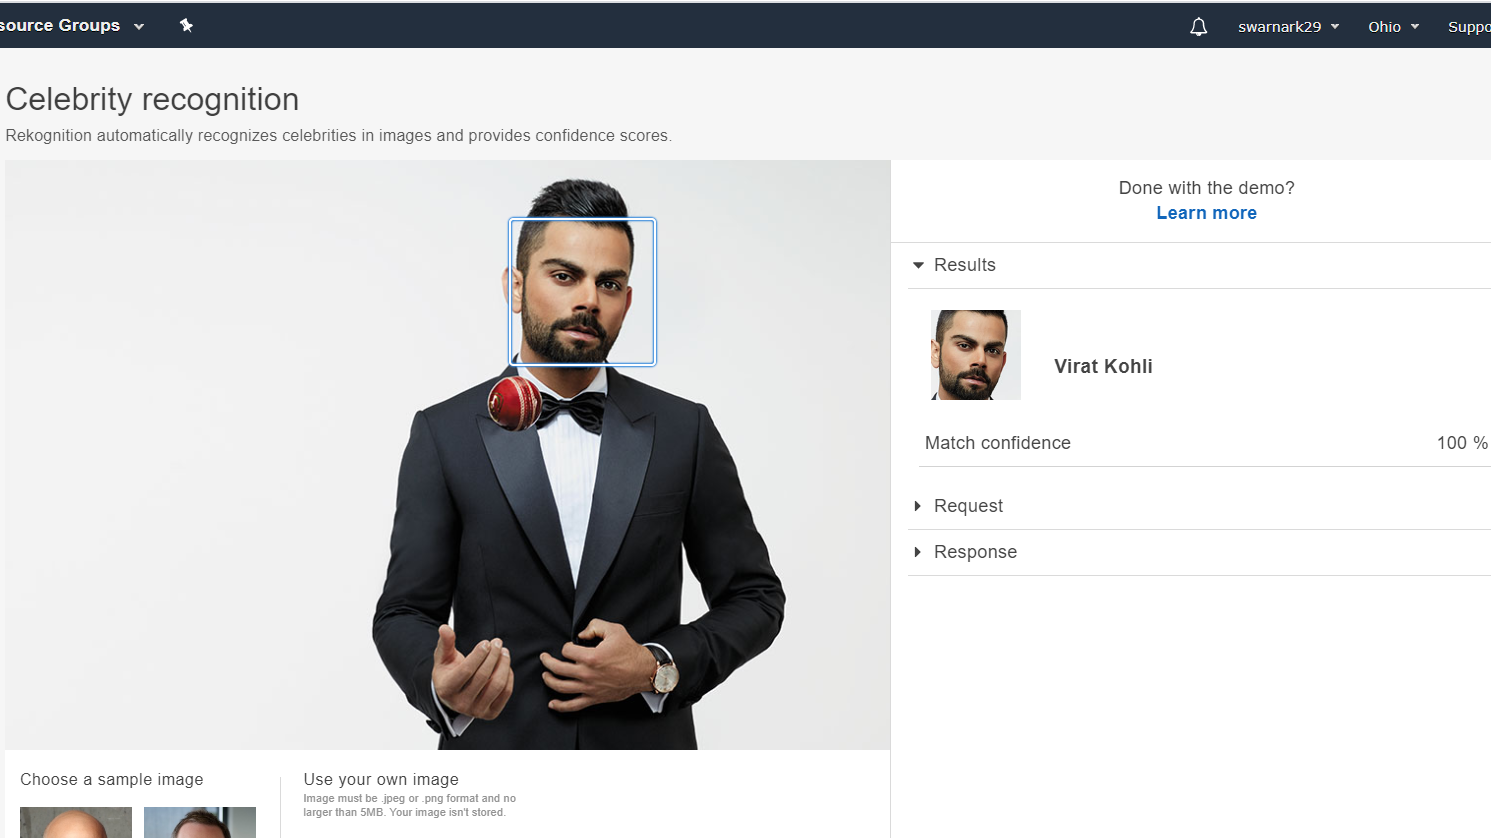 source Groups
swarnark29
Ohio
Suppo
Celebrity recognition
Rekognition automatically recognizes celebrities in images and provides confidence scores.
Done with the demo?
Learn more
Results
Virat Kohli
Match confidence 100 %
Request
Response
Choose a sample image
Use your own image
Image must be .jpeg or .png format and no
larger than 5MB. Your image isn't stored.